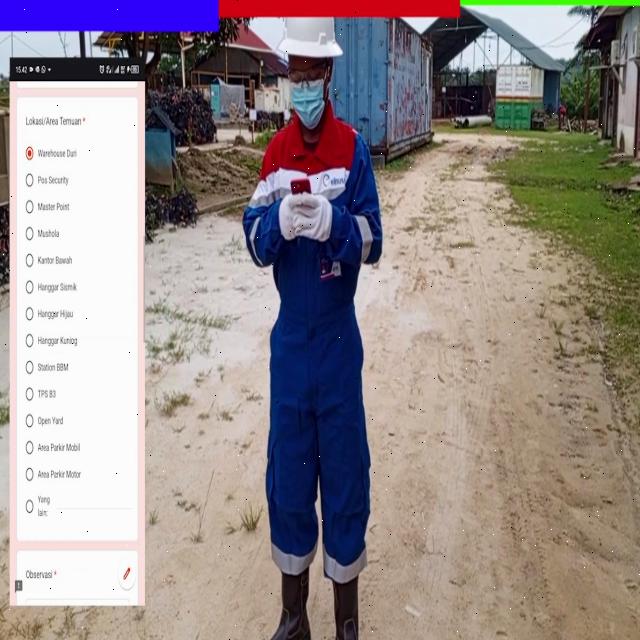 15.42
Lokasi/Area Temuan *
Warehouse Duri
Pos Security
Master Point
Mushola
Kantor Bawah
Hanggar Sismik
Hangger Hijau
Hanggar Kuning
Station BBM
TPS B3
Open Yard
Area Parkir Mobil
Area Parkir Motor
Yang
lain:
Observasi *